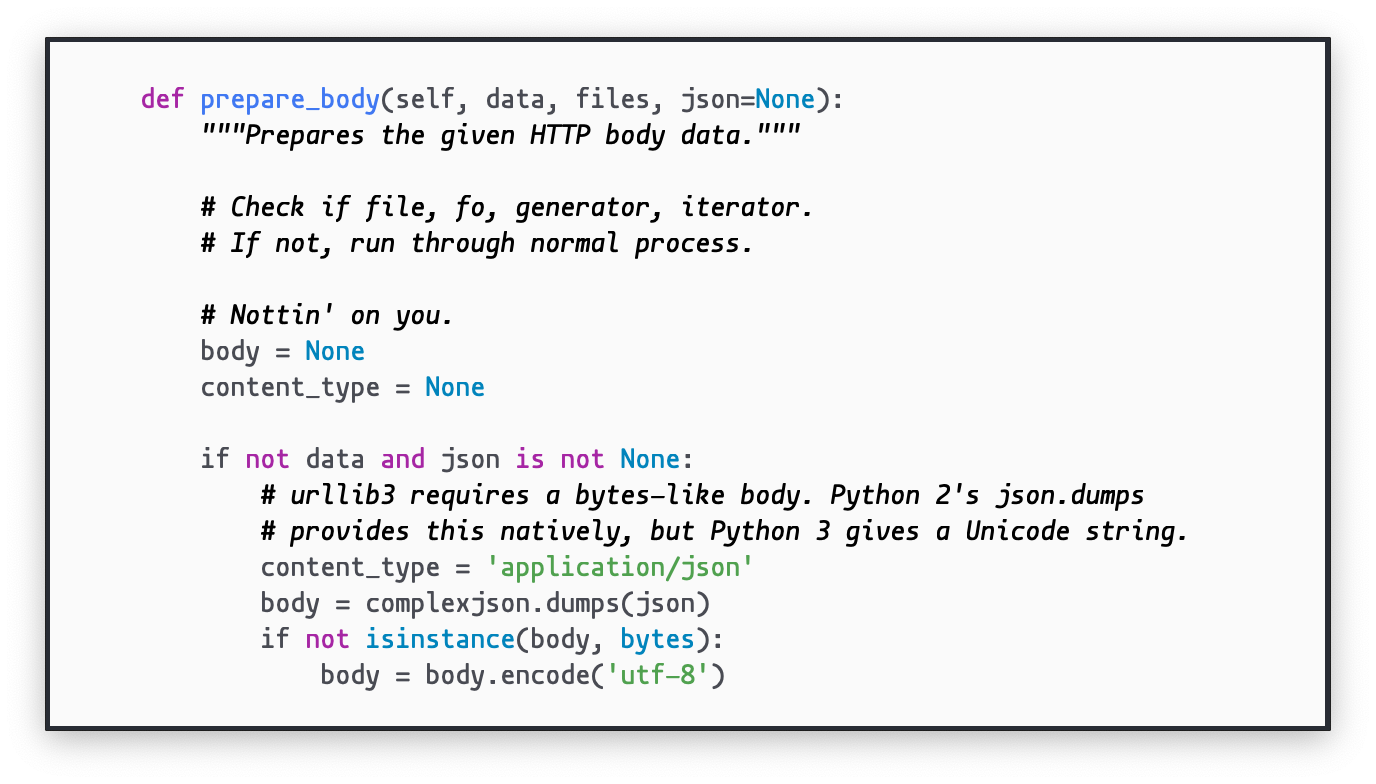 def prepare_body(self, data, files, json=None):
    """Prepares the given HTTP body data."""

    # Check if file, fo, generator, iterator.
    # If not, run through normal process.

    # Nottin' on you.
    body = None
    content_type = None

    if not data and json is not None:
        # urllib3 requires a bytes-like body. Python 2's json.dumps
        # provides this natively, but Python 3 gives a Unicode string.
        content_type = 'application/json'
        body = complexjson.dumps(json)
        if not isinstance(body, bytes):
            body = body.encode('utf-8')